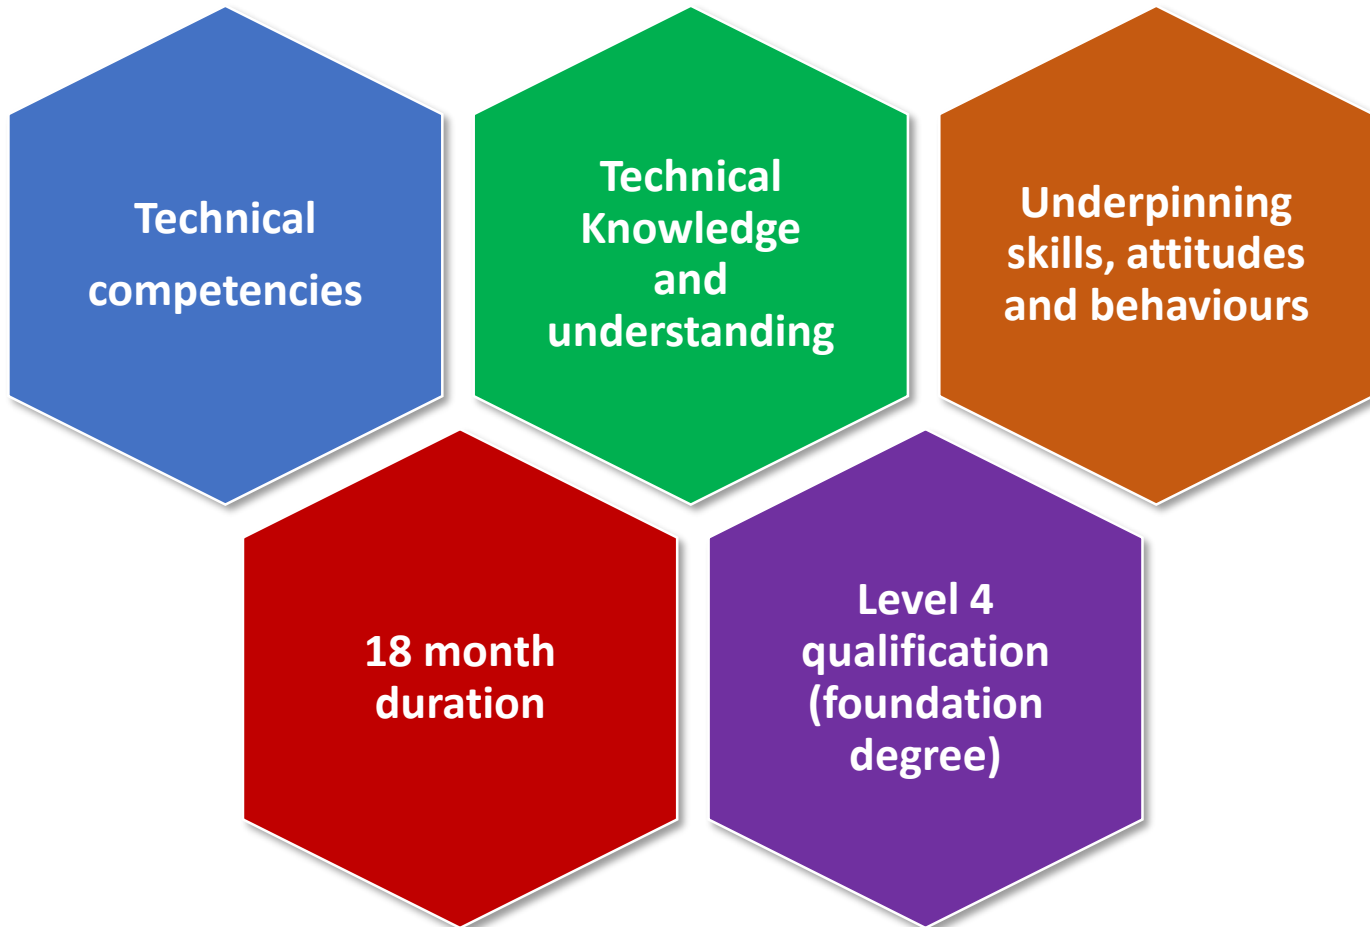 Technical
competencies
Technical
Knowledge
and
understanding
Underpinning
skills, attitudes
and behaviours
18 month
duration
Level 4
qualification
(foundation
degree)